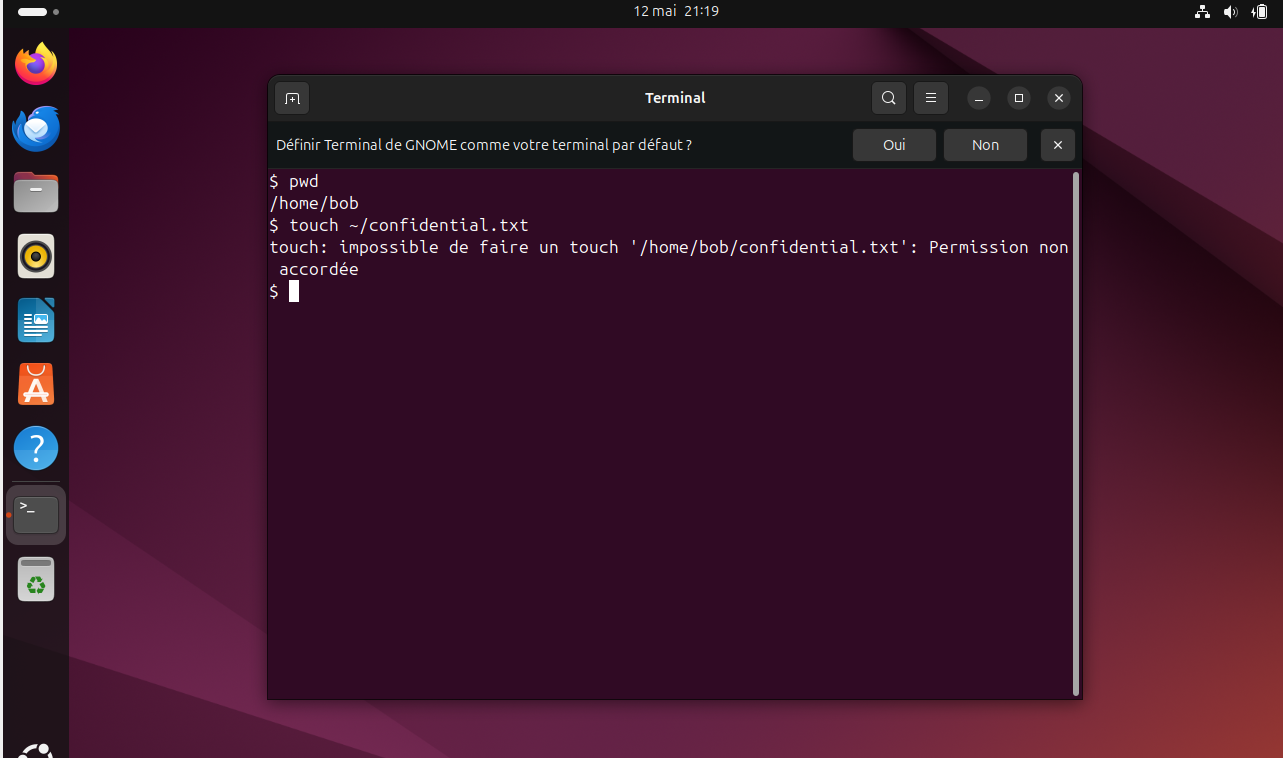 12 mai 21:19
Terminal
Définir Terminal de GNOME comme votre terminal par défaut ?
Oui
Non
$ pwd
/home/bob
$ touch ~/confidential.txt
touch: impossible de faire un touch '/home/bob/confidential.txt': Permission non
accordée
$